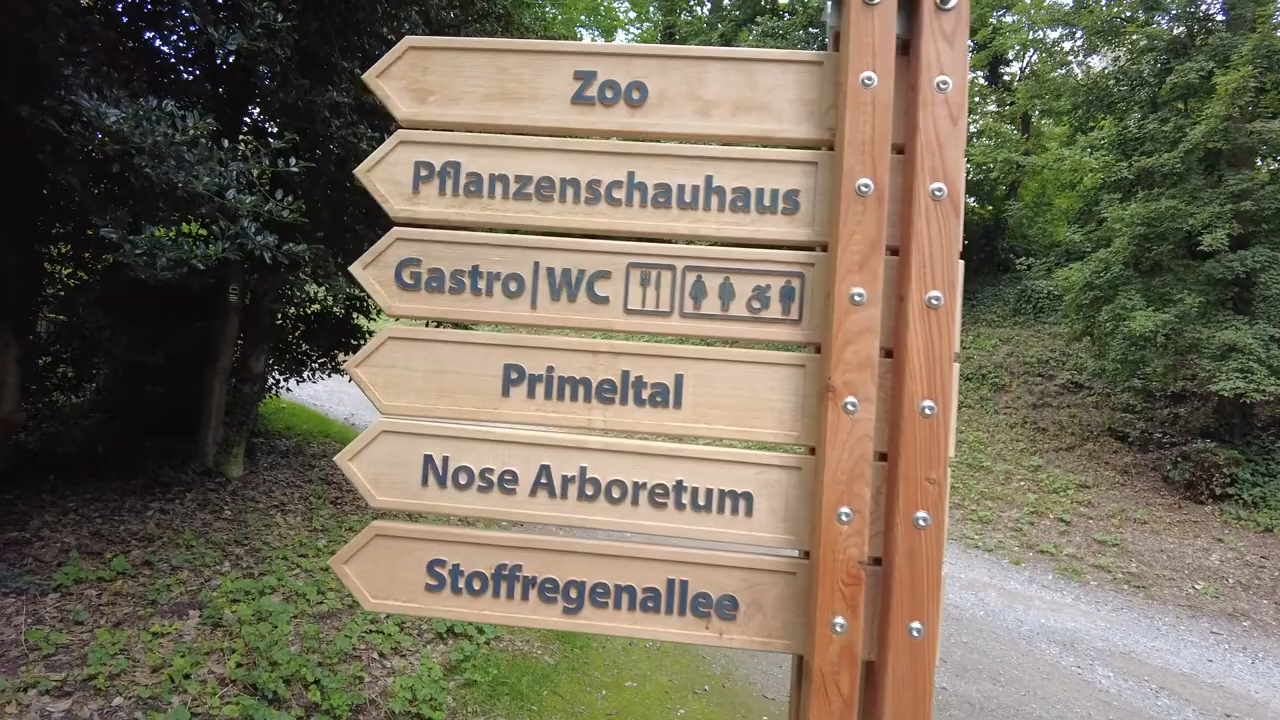 Zoo
Pflanzenschauhaus
Gastro|WC
Primeltal
Nose Arboretum
Stoffregenallee